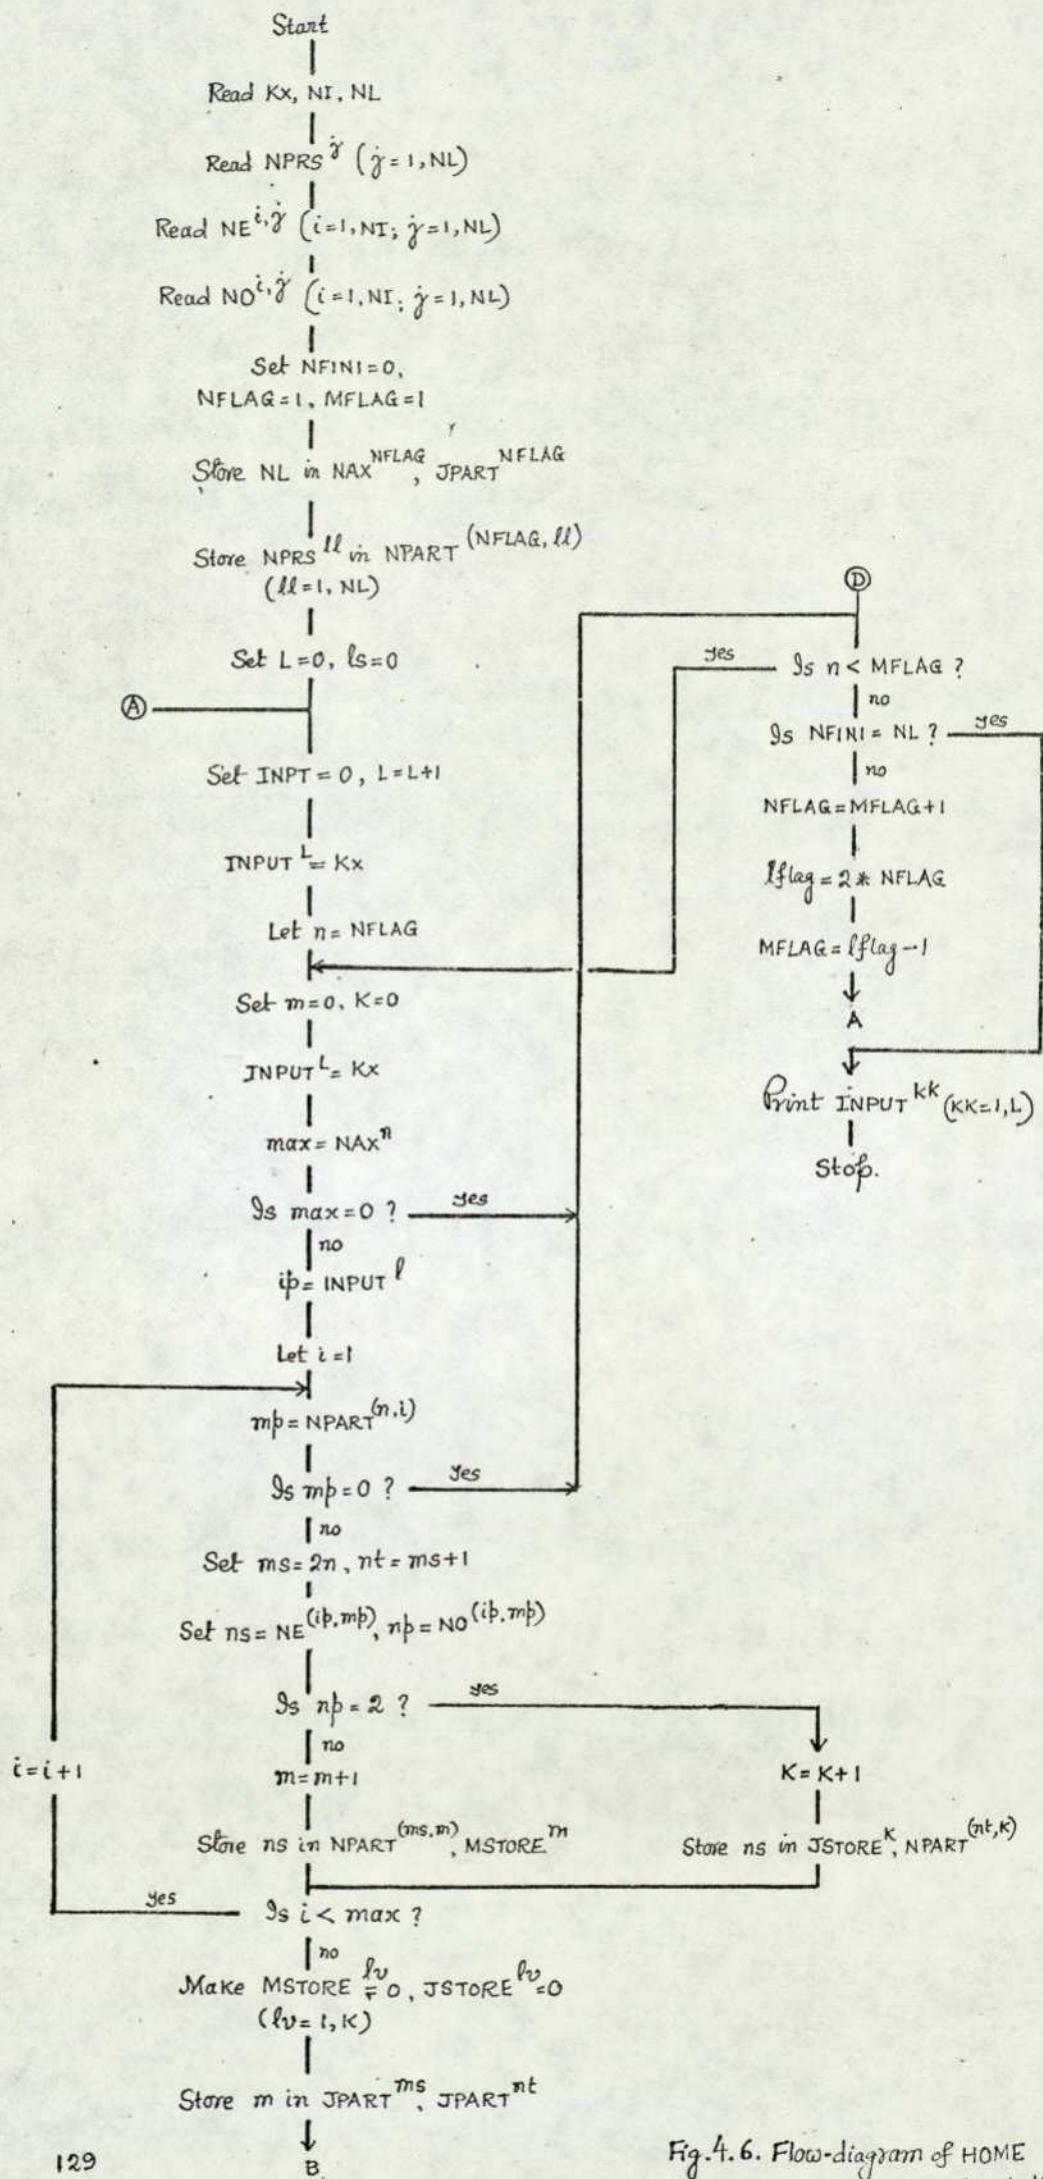 Start
Read Kx, NI, NL
Read NPRS^j (j=1,NL)
Read NE^i,j (i=1,NI; j=1,NL)
Read NO^i,j (i=1,NI; j=1,NL)
Set NFINI=0,
NFLAG=1, MFLAG=1
Store NL in NAX^NFLAG, JPART^NFLAG
Store NPRS^ll in NPART^(NFLAG, ll)
(ll=1, NL)
Set L=0, ls=0
A
Set INPT=0, L=L+1
INPUT^L=Kx
Let n=NFLAG
Set m=0, K=0
INPUT^L=Kx
max=NAX^n
Is max=0 ? yes
no
ip=INPUT^l
Let i=1
mp=NPART^(n,i)
Is mp=0 ? yes
no
Set ms=2n, nt=ms+1
Set ns=NE^(ip,mp), np=NO^(ip,mp)
Is np=2 ? yes
no
i=i+1
m=m+1
K=K+1
Store ns in NPART^(ms,m), MSTORE^m
Store ns in JSTORE^K, NPART^(nt,K)
yes Is i < max ?
no
Make MSTORE^lv=0, JSTORE^lv=0
(lv=1, K)
Store m in JPART^ms, JPART^nt
B
D
yes Is n < MFLAG ?
no
Is NFINI=NL ? yes
no
NFLAG=MFLAG+1
lflag=2* NFLAG
MFLAG=lflag-1
A
Print INPUT^KK (KK=1,L)
Stop.
129
Fig.4.6. Flow-diagram of HOME